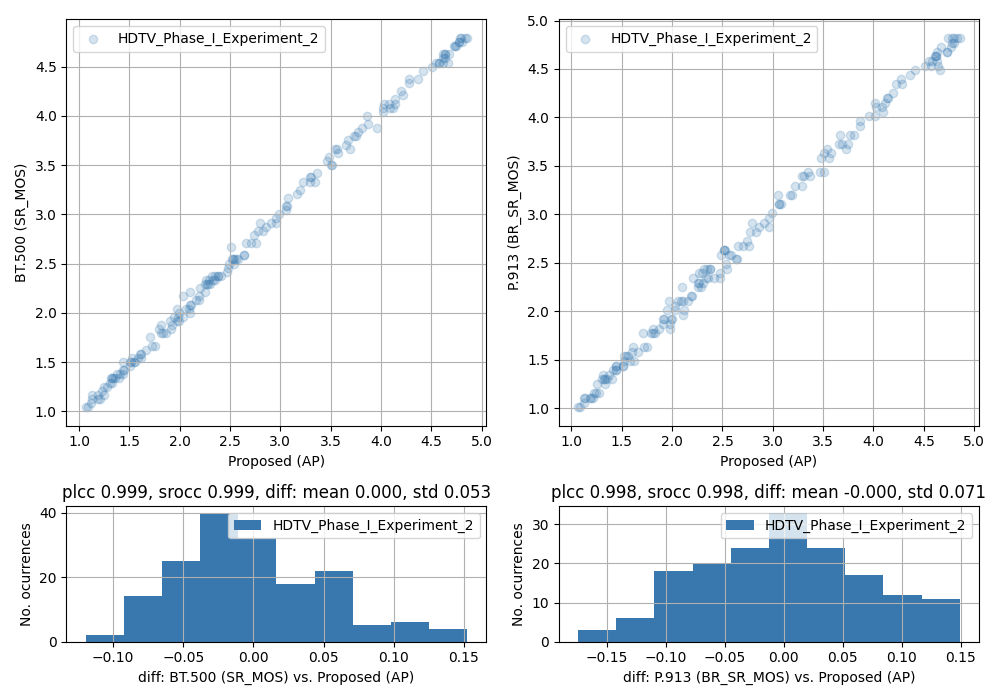 HDTV_Phase_I_Experiment_2
4.5
4.0
3.5
3.0
2.5
2.0
1.5
1.0
BT.500 (SR_MOS)
1.0 1.5 2.0 2.5 3.0 3.5 4.0 4.5 5.0
Proposed (AP)
HDTV_Phase_I_Experiment_2
5.0
4.5
4.0
3.5
3.0
2.5
2.0
1.5
1.0
P.913 (BR_SR_MOS)
1.0 1.5 2.0 2.5 3.0 3.5 4.0 4.5 5.0
Proposed (AP)
plcc 0.999, srocc 0.999, diff: mean 0.000, std 0.053
HDTV_Phase_I_Experiment_2
40
20
0
No. ocurrences
−0.10 −0.05 0.00 0.05 0.10 0.15
diff: BT.500 (SR_MOS) vs. Proposed (AP)
plcc 0.998, srocc 0.998, diff: mean -0.000, std 0.071
HDTV_Phase_I_Experiment_2
30
20
10
0
No. ocurrences
−0.15 −0.10 −0.05 0.00 0.05 0.10 0.15
diff: P.913 (BR_SR_MOS) vs. Proposed (AP)